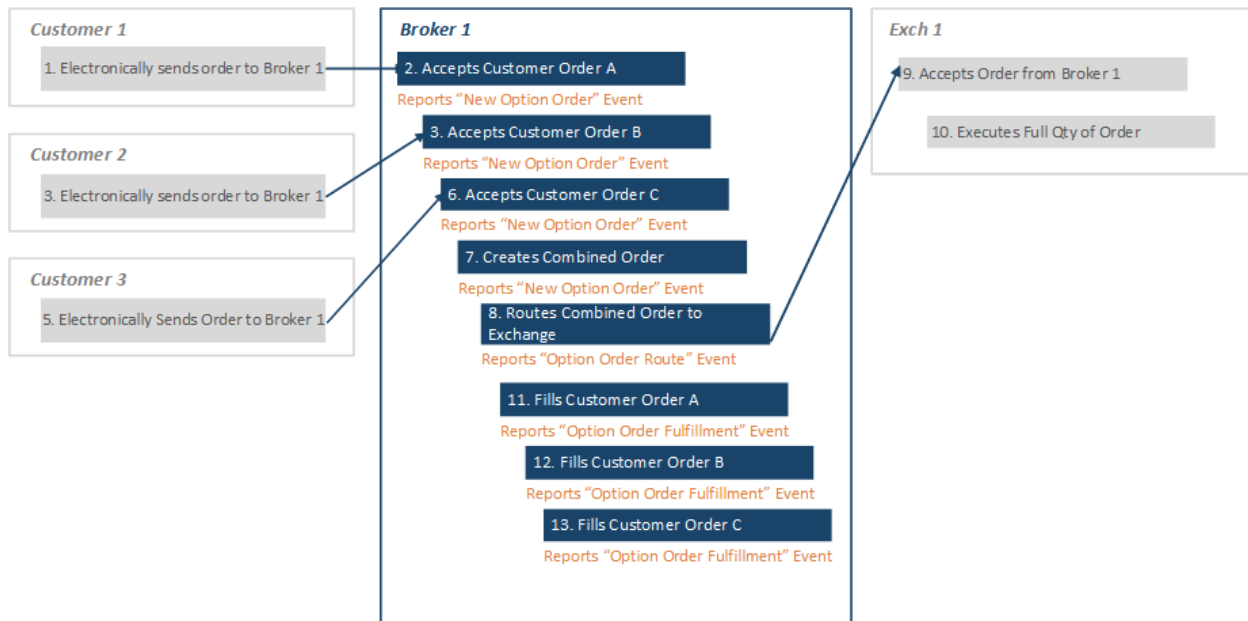 Customer 1
1. Electronically sends order to Broker 1
Customer 2
3. Electronically sends order to Broker 1
Customer 3
5. Electronically Sends Order to Broker 1
Broker 1
2. Accepts Customer Order A
Reports “New Option Order” Event
3. Accepts Customer Order B
Reports “New Option Order” Event
6. Accepts Customer Order C
Reports “New Option Order” Event
7. Creates Combined Order
Reports “New Option Order” Event
8. Routes Combined Order to
Exchange
Reports “Option Order Route” Event
11. Fills Customer Order A
Reports “Option Order Fulfillment” Event
12. Fills Customer Order B
Reports “Option Order Fulfillment” Event
13. Fills Customer Order C
Reports “Option Order Fulfillment” Event
Exch 1
9. Accepts Order from Broker 1
10. Executes Full Qty of Order